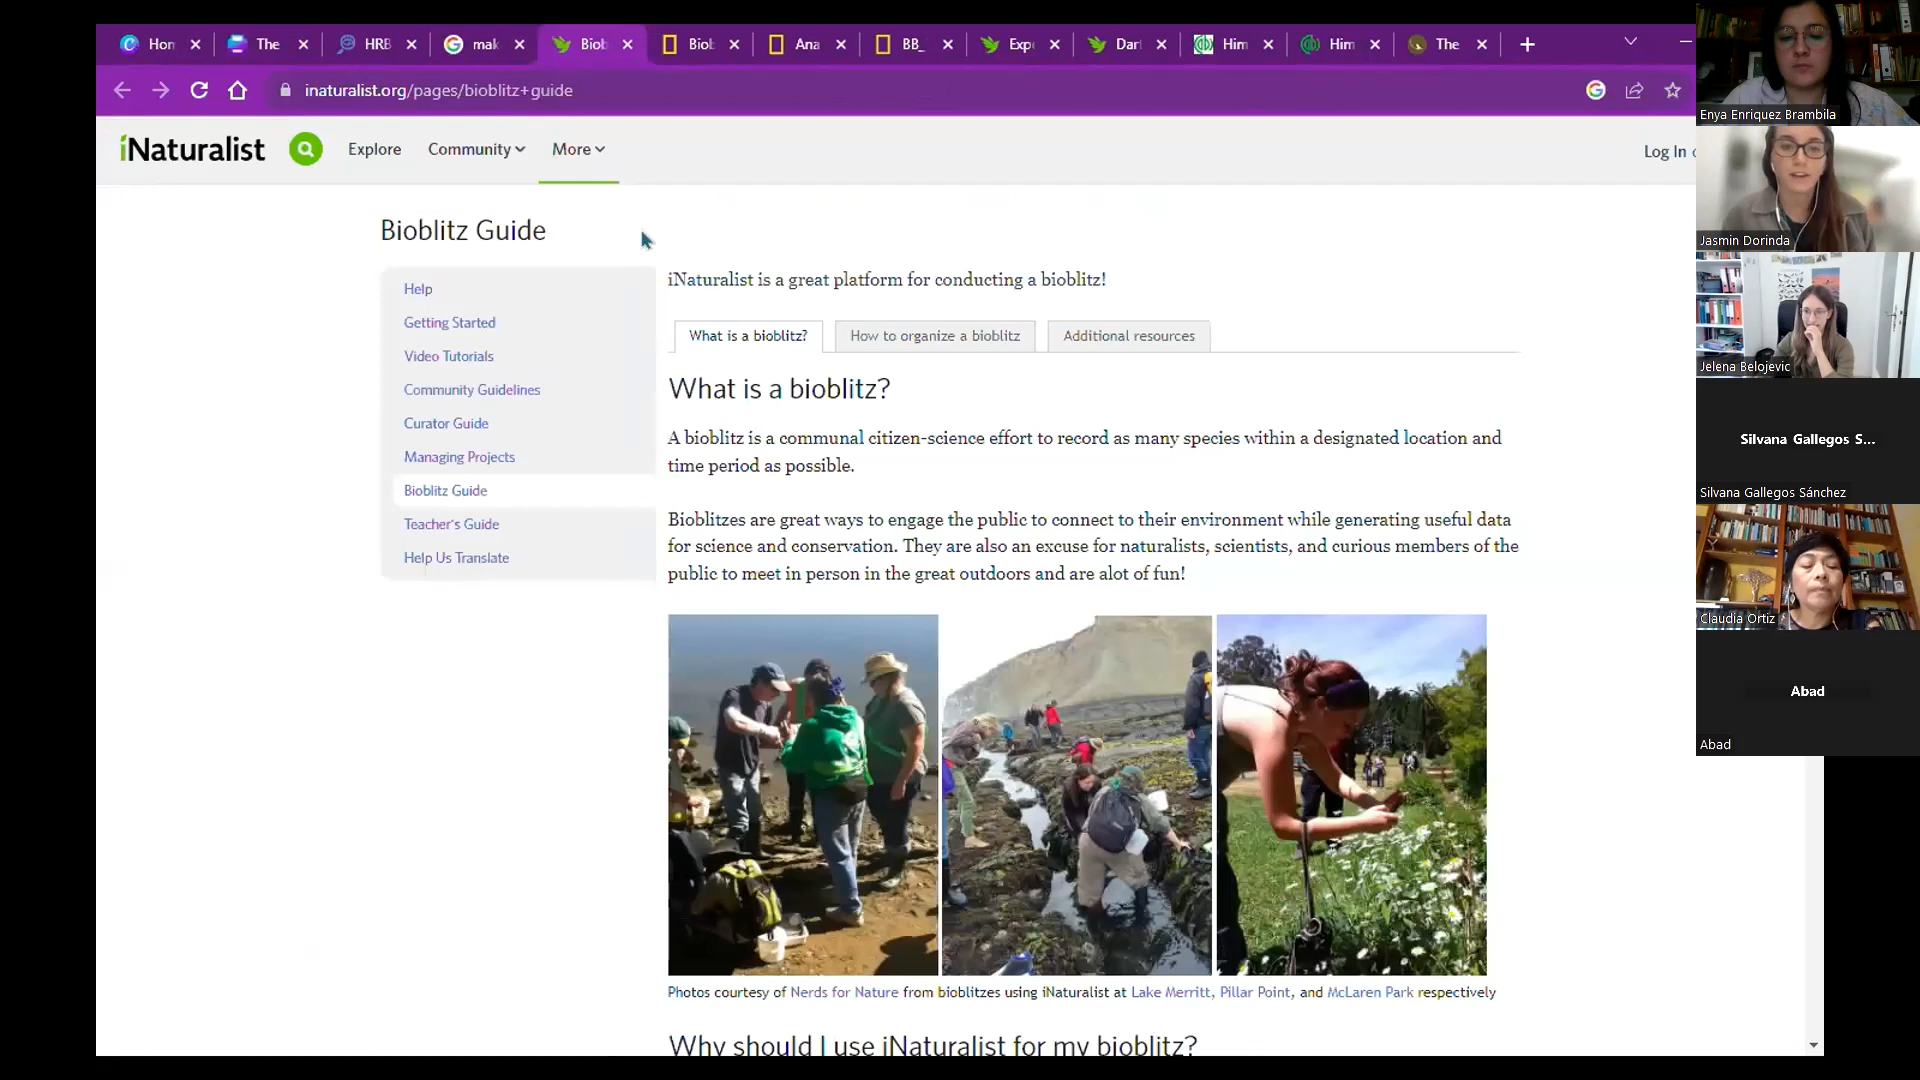 Hor
The
HRB
mak
Biob
Biol
Ana
BB_
Exp
Dar
Him
Him
The
inaturalist.org/pages/bioblitz+guide
iNaturalist
Explore
Community
More
Log In
Bioblitz Guide
Help
Getting Started
Video Tutorials
Community Guidelines
Curator Guide
Managing Projects
Bioblitz Guide
Teacher's Guide
Help Us Translate
iNaturalist is a great platform for conducting a bioblitz!
What is a bioblitz?
How to organize a bioblitz
Additional resources
What is a bioblitz?
A bioblitz is a communal citizen-science effort to record as many species within a designated location and
time period as possible.
Bioblitzes are great ways to engage the public to connect to their environment while generating useful data
for science and conservation. They are also an excuse for naturalists, scientists, and curious members of the
public to meet in person in the great outdoors and are alot of fun!
Photos courtesy of Nerds for Nature from bioblitzes using iNaturalist at Lake Merritt, Pillar Point, and McLaren Park respectively
Why should I use iNaturalist for my bioblitz?
Enya Enriquez Brambila
Jasmin Dorinda
Jelena Belojevic
Silvana Gallegos S...
Silvana Gallegos Sánchez
Claudia Ortiz
Abad
Abad